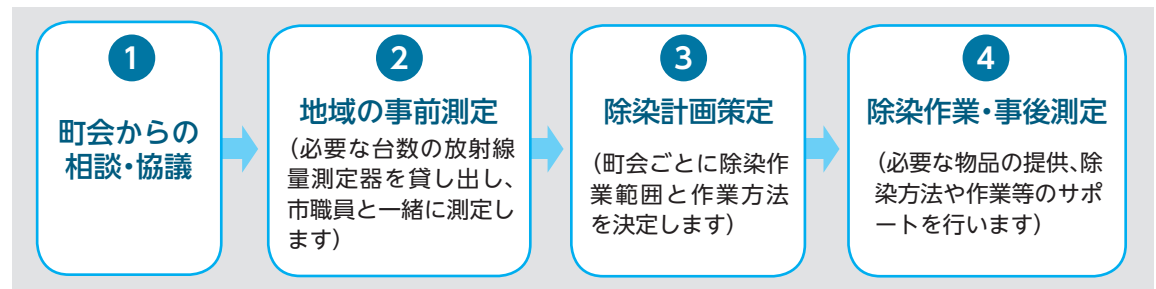 1
町会からの
相談・協議
2
地域の事前測定
（必要な台数の放射線
量測定器を貸し出し、
市職員と一緒に測定し
ます）
3
除染計画策定
（町会ごとに除染作
業範囲と作業方法
を決定します）
4
除染作業・事後測定
（必要な物品の提供、除
染方法や作業等のサポ
ートを行います）